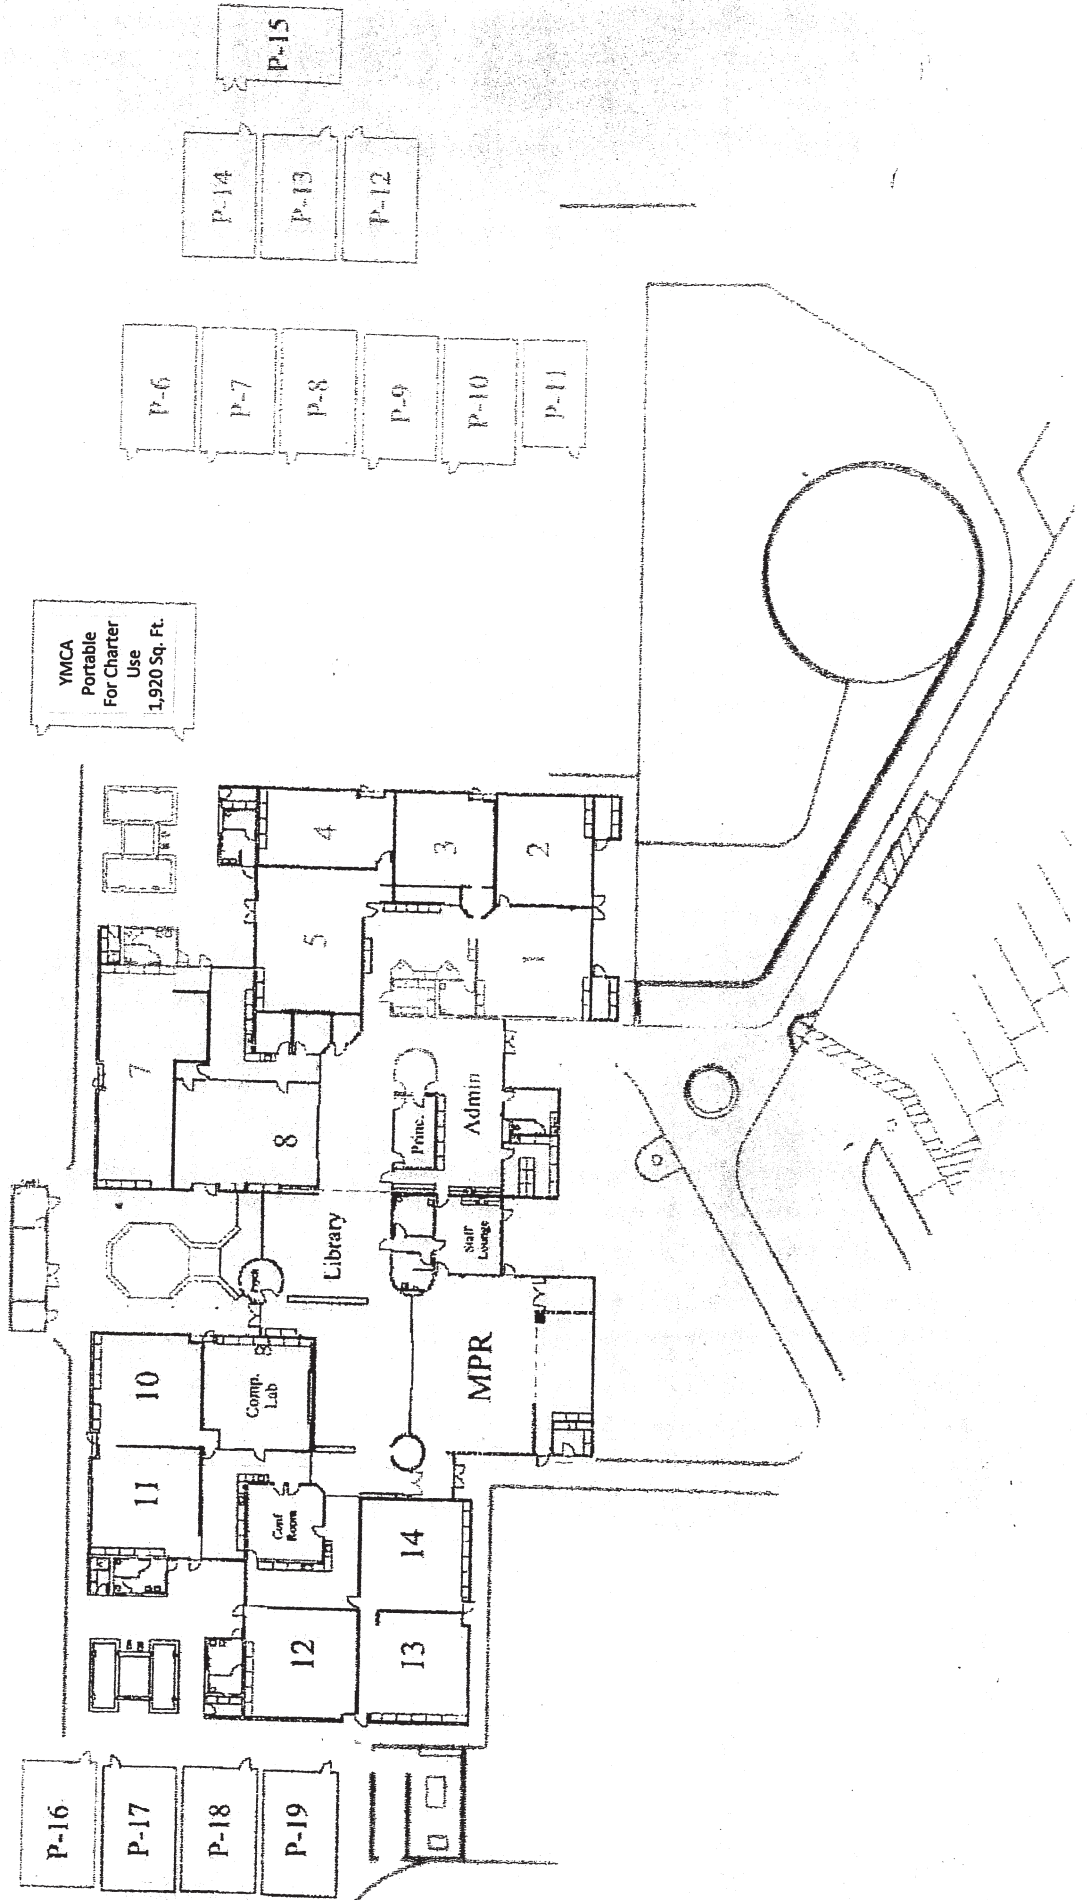 P-15
P-14
P-13
P-12
P-6
P-7
P-8
P-9
P-10
P-11
YMCA
Portable
For Charter
Use
1,920 Sq. Ft.
4
3
2
5
1
7
8
Princ.
Admin
Library
Staff
Lounge
MPR
10
Comp.
Lab
11
Conf
Room
14
12
13
P-16
P-17
P-18
P-19